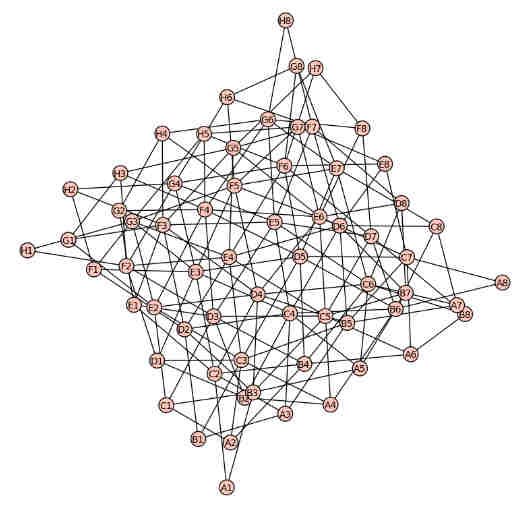 H8
G8 H7
H6
G6 G7 F7 F8
H4 H5
G5
F6 E7 E8
H3
G4 F5
H2
D8
G2 F4
G3 F3 E5 E6 D6 C8
G1 D7
H1
F1 F2 E3 E4 D5 C7
C6 A8
D4 B7
E1 E2 A7
D2 D3 C4 C5 B5 B6 B8
D1 C3 B4 A6
C2 A5
C1 B3 A4
A3
B1 A2
A1